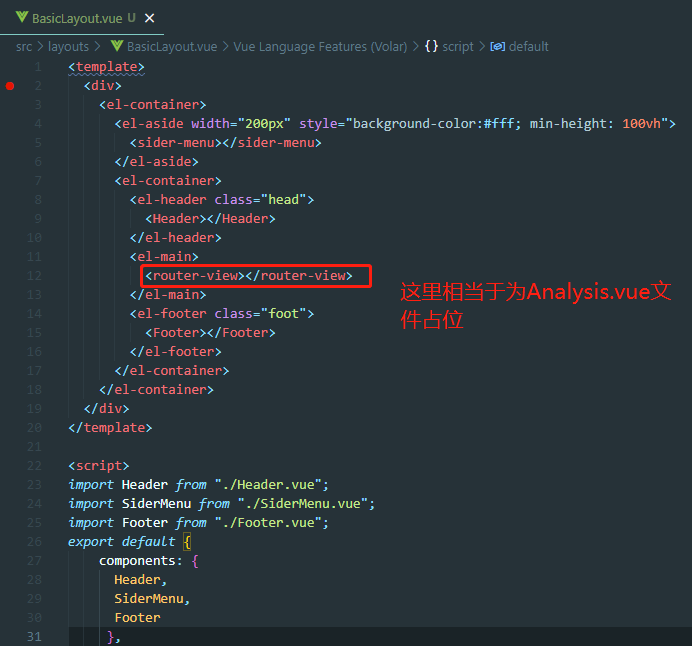 BasicLayout.vue U ×
src > layouts > BasicLayout.vue > Vue Language Features (Volar) > {} script > default
1 <template>
2 <div>
3 <el-container>
4 <el-aside width="200px" style="background-color:#fff; min-height: 100vh">
5 <sider-menu></sider-menu>
6 </el-aside>
7 <el-container>
8 <el-header class="head">
9 <Header></Header>
10 </el-header>
11 <el-main>
12 <router-view></router-view>
13 </el-main>
14 <el-footer class="foot">
15 <Footer></Footer>
16 </el-footer>
17 </el-container>
18 </el-container>
19 </div>
20 </template>
21
22 <script>
23 import Header from "./Header.vue";
24 import SiderMenu from "./SiderMenu.vue";
25 import Footer from "./Footer.vue";
26 export default {
27 components: {
28 Header,
29 SiderMenu,
30 Footer
31 },
这里相当于为Analysis.vue文
件占位